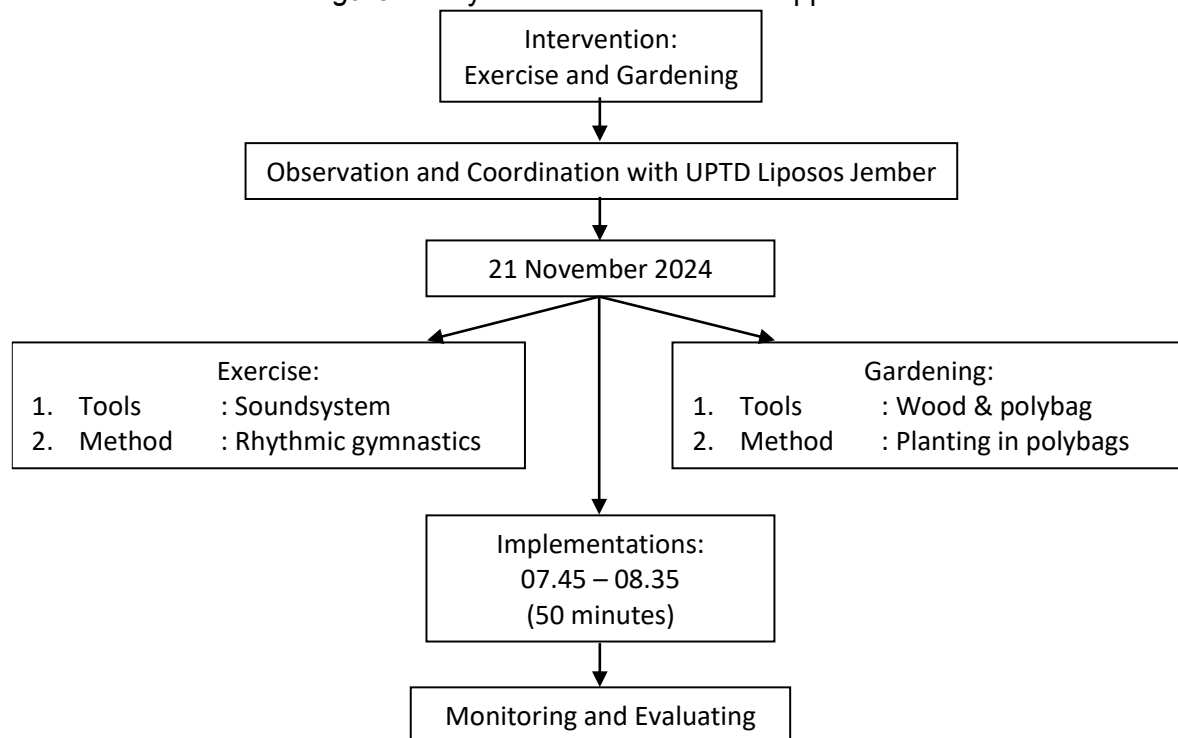 Intervention:
Exercise and Gardening
Observation and Coordination with UPTD Liposos Jember
21 November 2024
Exercise:
1. Tools : Soundsystem
2. Method : Rhythmic gymnastics
Gardening:
1. Tools : Wood & polybag
2. Method : Planting in polybags
Implementations:
07.45 – 08.35
(50 minutes)
Monitoring and Evaluating